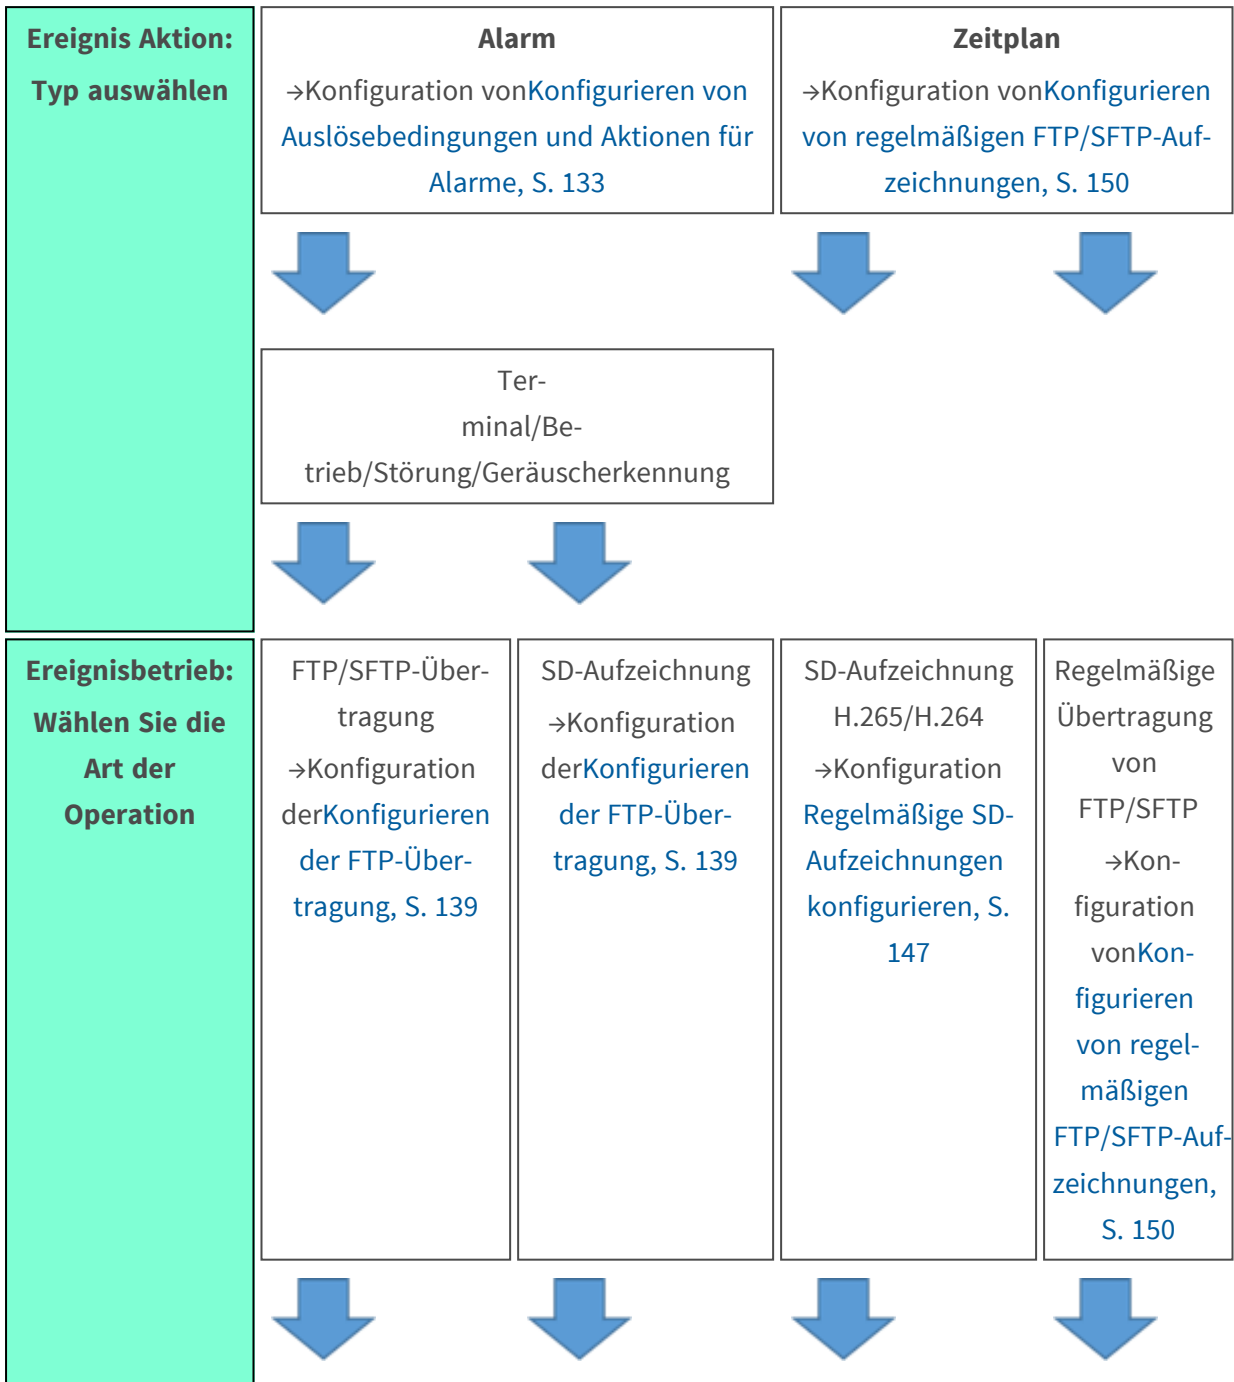 Ereignis Aktion:
Typ auswählen
Alarm
→Konfiguration vonKonfigurieren von
Auslösebedingungen und Aktionen für
Alarme, S. 133
Zeitplan
→Konfiguration vonKonfigurieren
von regelmäßigen FTP/SFTP-Auf-
zeichnungen, S. 150
Ter-
minal/Be-
trieb/Störung/Geräuscherkennung
Ereignisbetrieb:
Wählen Sie die
Art der
Operation
FTP/SFTP-Über-
tragung
→Konfiguration
derKonfigurieren
der FTP-Über-
tragung, S. 139
SD-Aufzeichnung
→Konfiguration
derKonfigurieren
der FTP-Über-
tragung, S. 139
SD-Aufzeichnung
H.265/H.264
→Konfiguration
Regelmäßige SD-
Aufzeichnungen
konfigurieren, S.
147
Regelmäßige
Übertragung
von
FTP/SFTP
→Kon-
figuration
vonKon-
figurieren
von regel-
mäßigen
FTP/SFTP-Auf-
zeichnungen,
S. 150